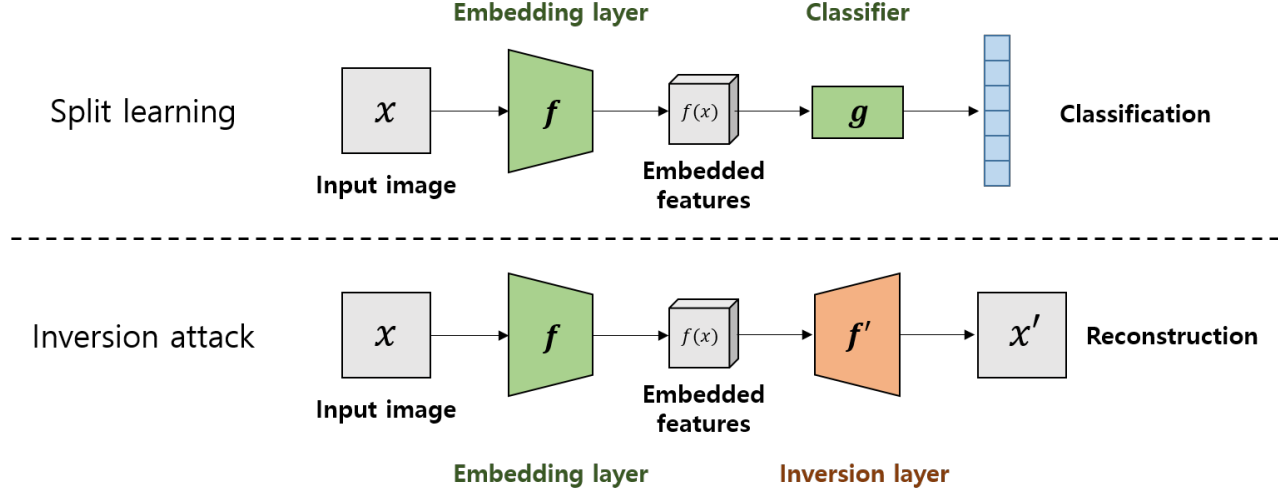 Embedding layer
Classifier
Split learning
x
f
f(x)
g
Classification
Input image
Embedded
features
Inversion attack
x
f
f(x)
f′
x′
Reconstruction
Input image
Embedded
features
Embedding layer
Inversion layer